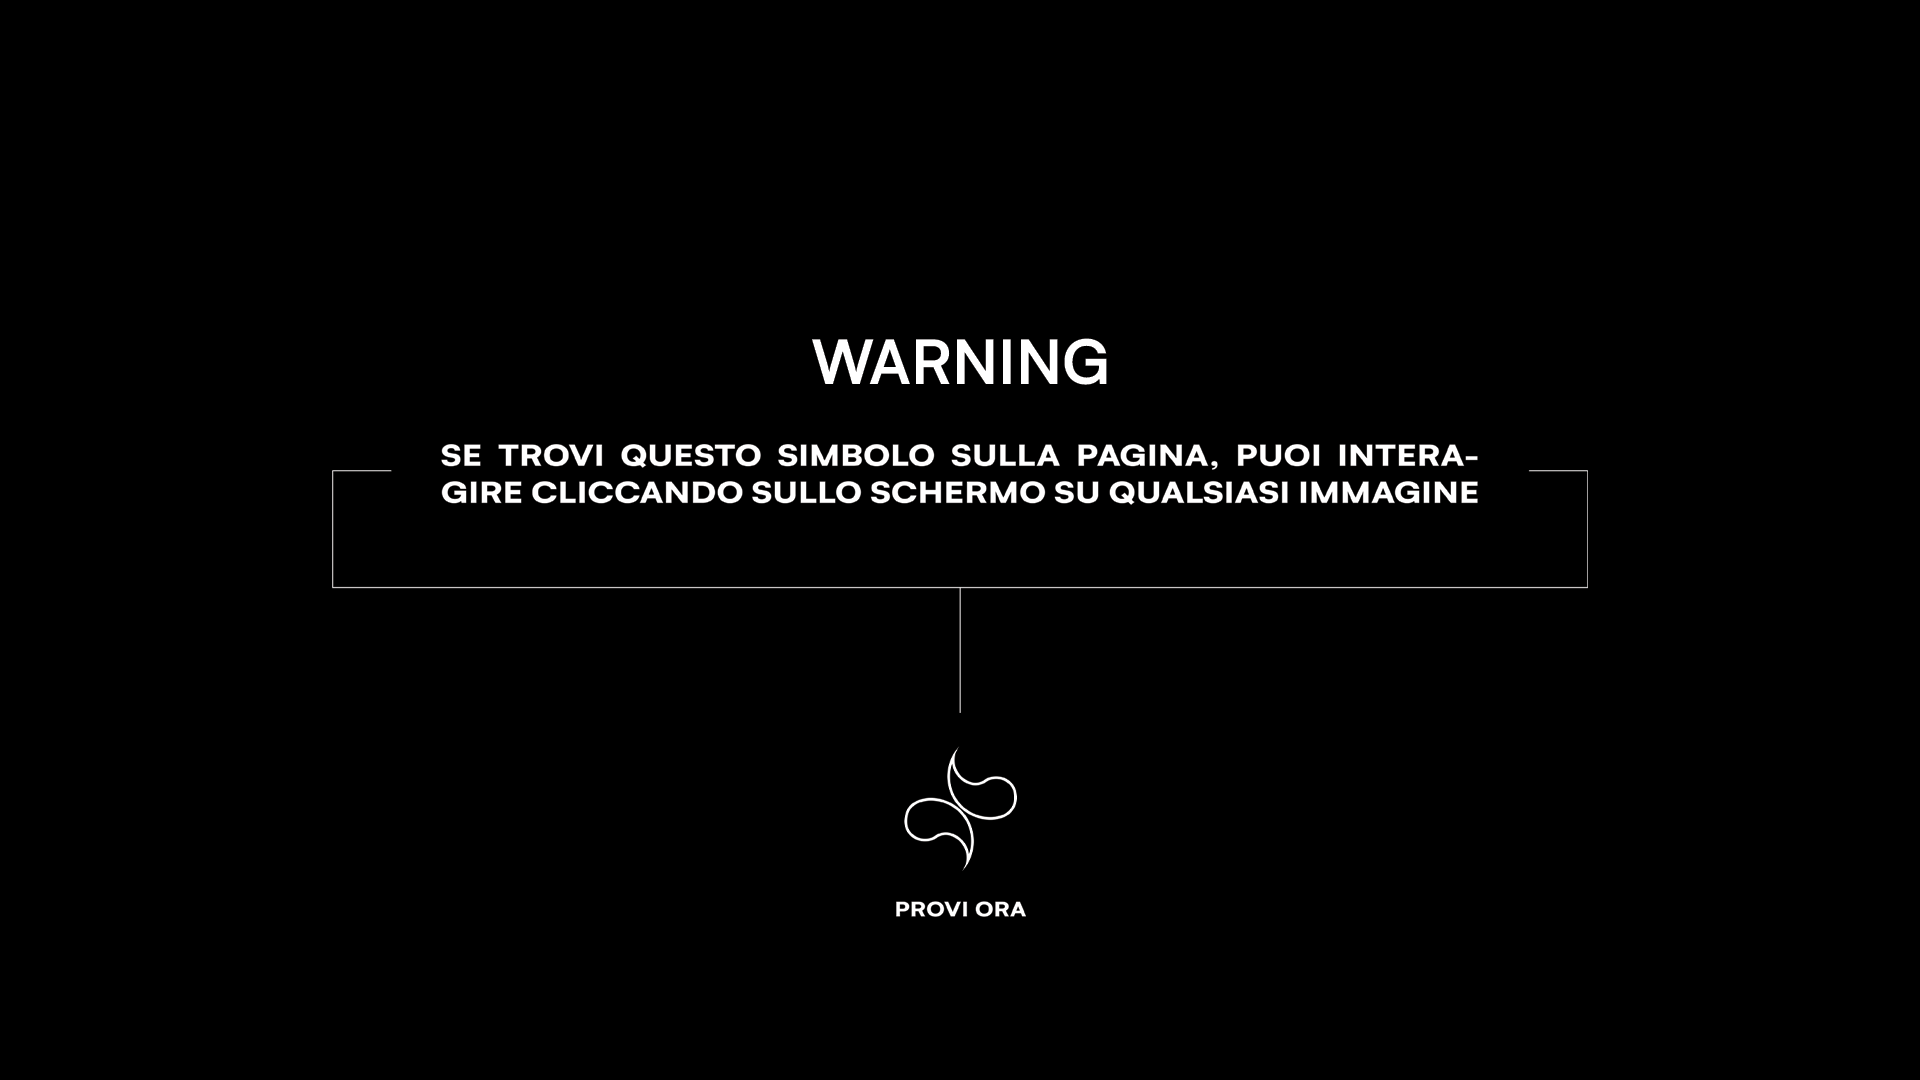 WARNING
SE TROVI QUESTO SIMBOLO SULLA PAGINA, PUOI INTERA-
GIRE CLICCANDO SULLO SCHERMO SU QUALSIASI IMMAGINE
PROVI ORA